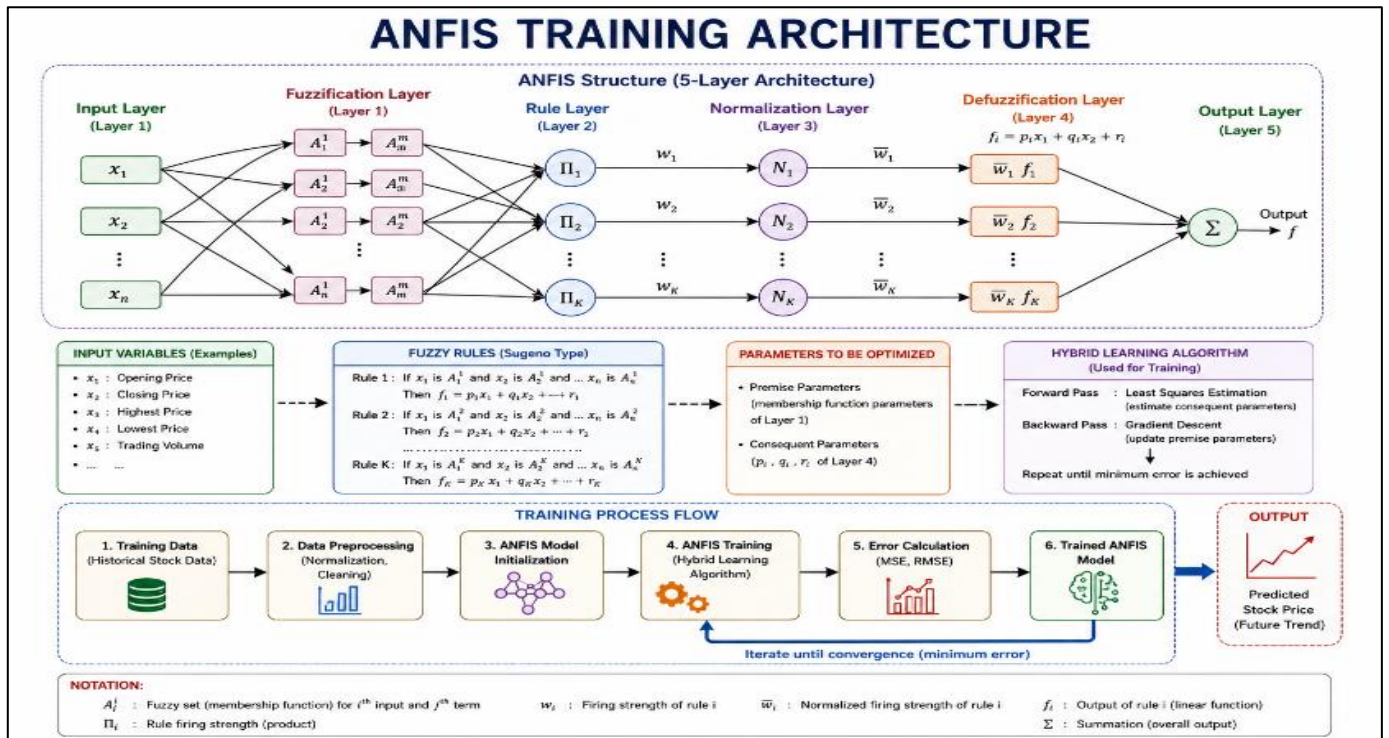 ANFIS TRAINING ARCHITECTURE
ANFIS Structure (5-Layer Architecture)
Input Layer
(Layer 1)
Fuzzification Layer
(Layer 1)
Rule Layer
(Layer 2)
Normalization Layer
(Layer 3)
Defuzzification Layer
(Layer 4)
fᵢ = pᵢx₁ + qᵢx₂ + rᵢ
Output Layer
(Layer 5)
x₁
x₂
⋮
xₙ
A₁¹ Aₘᵐ
A₂¹
A₂¹ A₂ᵐ
⋮
Aₙ¹ Aₘᵐ
Π₁ w₁ N₁ w̅₁ w̅₁ f₁
Π₂ w₂ N₂ w̅₂ w̅₂ f₂
⋮ ⋮ ⋮ ⋮ ⋮
Π_K w_K N_K w̅_K w̅_K f_K
Σ
Output
f
INPUT VARIABLES (Examples)
• x₁ : Opening Price
• x₂ : Closing Price
• x₃ : Highest Price
• x₄ : Lowest Price
• x₅ : Trading Volume
• ... ...
FUZZY RULES (Sugeno Type)
Rule 1 : If x₁ is A₁¹ and x₂ is A₂¹ and ... xₙ is Aₙ¹
Then f₁ = p₁x₁ + q₁x₂ + ··· + r₁
Rule 2 : If x₁ is A₁² and x₂ is A₂² and ... xₙ is Aₙ²
Then f₂ = p₂x₁ + q₂x₂ + ··· + r₂
Rule K : If x₁ is A₁ᴷ and x₂ is A₂ᴷ and ... xₙ is Aₙᴷ
Then f_K = p_K x₁ + q_K x₂ + ··· + r_K
PARAMETERS TO BE OPTIMIZED
• Premise Parameters
(membership function parameters
of Layer 1)
• Consequent Parameters
(pᵢ , qᵢ , rᵢ of Layer 4)
HYBRID LEARNING ALGORITHM
(Used for Training)
Forward Pass : Least Squares Estimation
(estimate consequent parameters)
Backward Pass : Gradient Descent
(update premise parameters)
Repeat until minimum error is achieved
TRAINING PROCESS FLOW
1. Training Data
(Historical Stock Data)
2. Data Preprocessing
(Normalization,
Cleaning)
3. ANFIS Model
Initialization
4. ANFIS Training
(Hybrid Learning
Algorithm)
5. Error Calculation
(MSE, RMSE)
6. Trained ANFIS
Model
Iterate until convergence (minimum error)
OUTPUT
Predicted
Stock Price
(Future Trend)
NOTATION:
Aᵢʲ : Fuzzy set (membership function) for iᵗʰ input and jᵗʰ term
wᵢ : Firing strength of rule i
w̅ᵢ : Normalized firing strength of rule i
fᵢ : Output of rule i (linear function)
Πᵢ : Rule firing strength (product)
Σ : Summation (overall output)